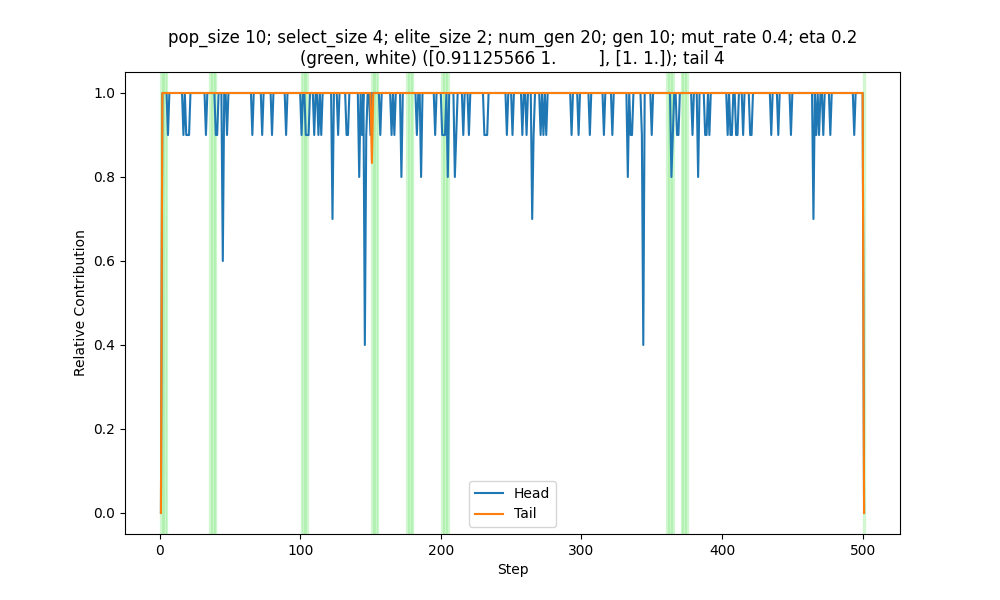 pop_size 10; select_size 4; elite_size 2; num_gen 20; gen 10; mut_rate 0.4; eta 0.2
(green, white) ([0.91125566 1.        ], [1. 1.]); tail 4
1.0
0.8
0.6
0.4
0.2
0.0
Relative Contribution
Head
Tail
0
100
200
300
400
500
Step